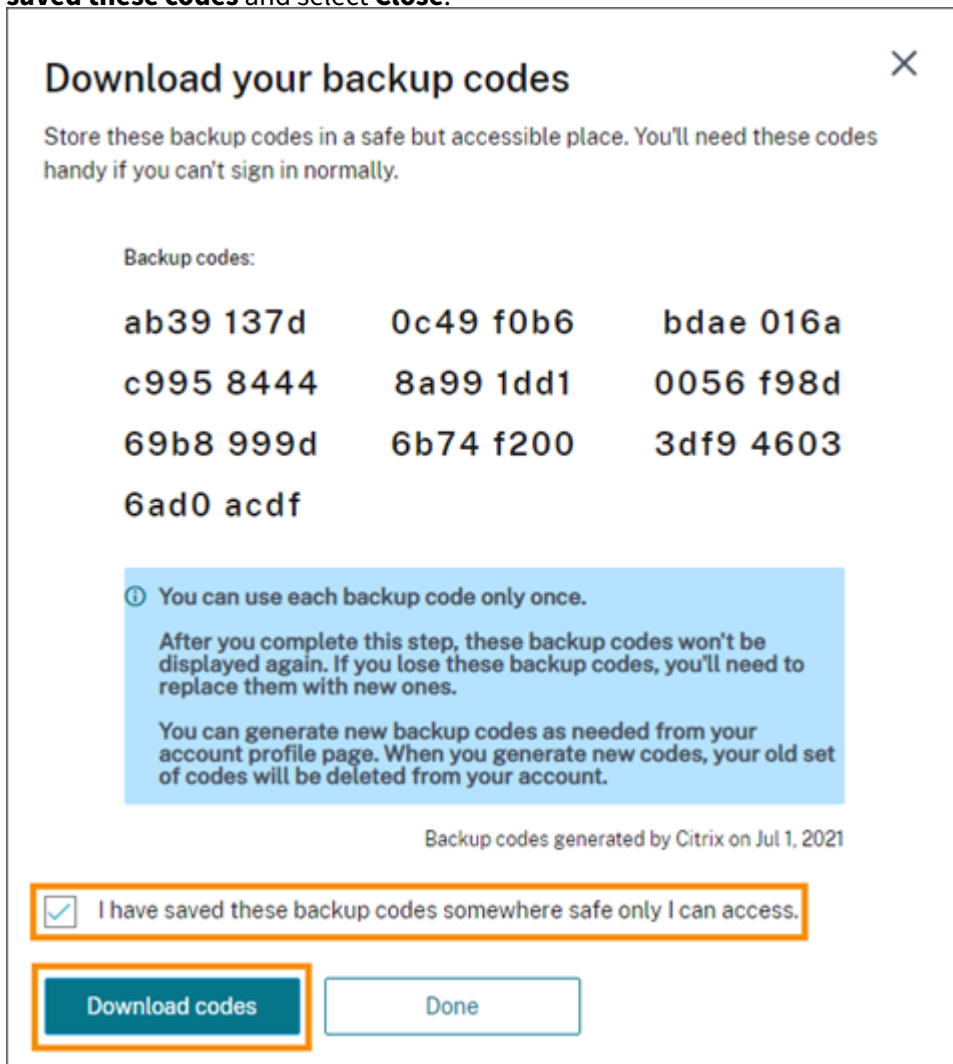 saved these codes and select Close.
Download your backup codes
Store these backup codes in a safe but accessible place. You'll need these codes
handy if you can't sign in normally.
Backup codes:
ab39 137d 0c49 f0b6 bdae 016a
c995 8444 8a99 1dd1 0056 f98d
69b8 999d 6b74 f200 3df9 4603
6ad0 acdf
You can use each backup code only once.
After you complete this step, these backup codes won't be
displayed again. If you lose these backup codes, you'll need to
replace them with new ones.
You can generate new backup codes as needed from your
account profile page. When you generate new codes, your old set
of codes will be deleted from your account.
Backup codes generated by Citrix on Jul 1, 2021
I have saved these backup codes somewhere safe only I can access.
Download codes
Done